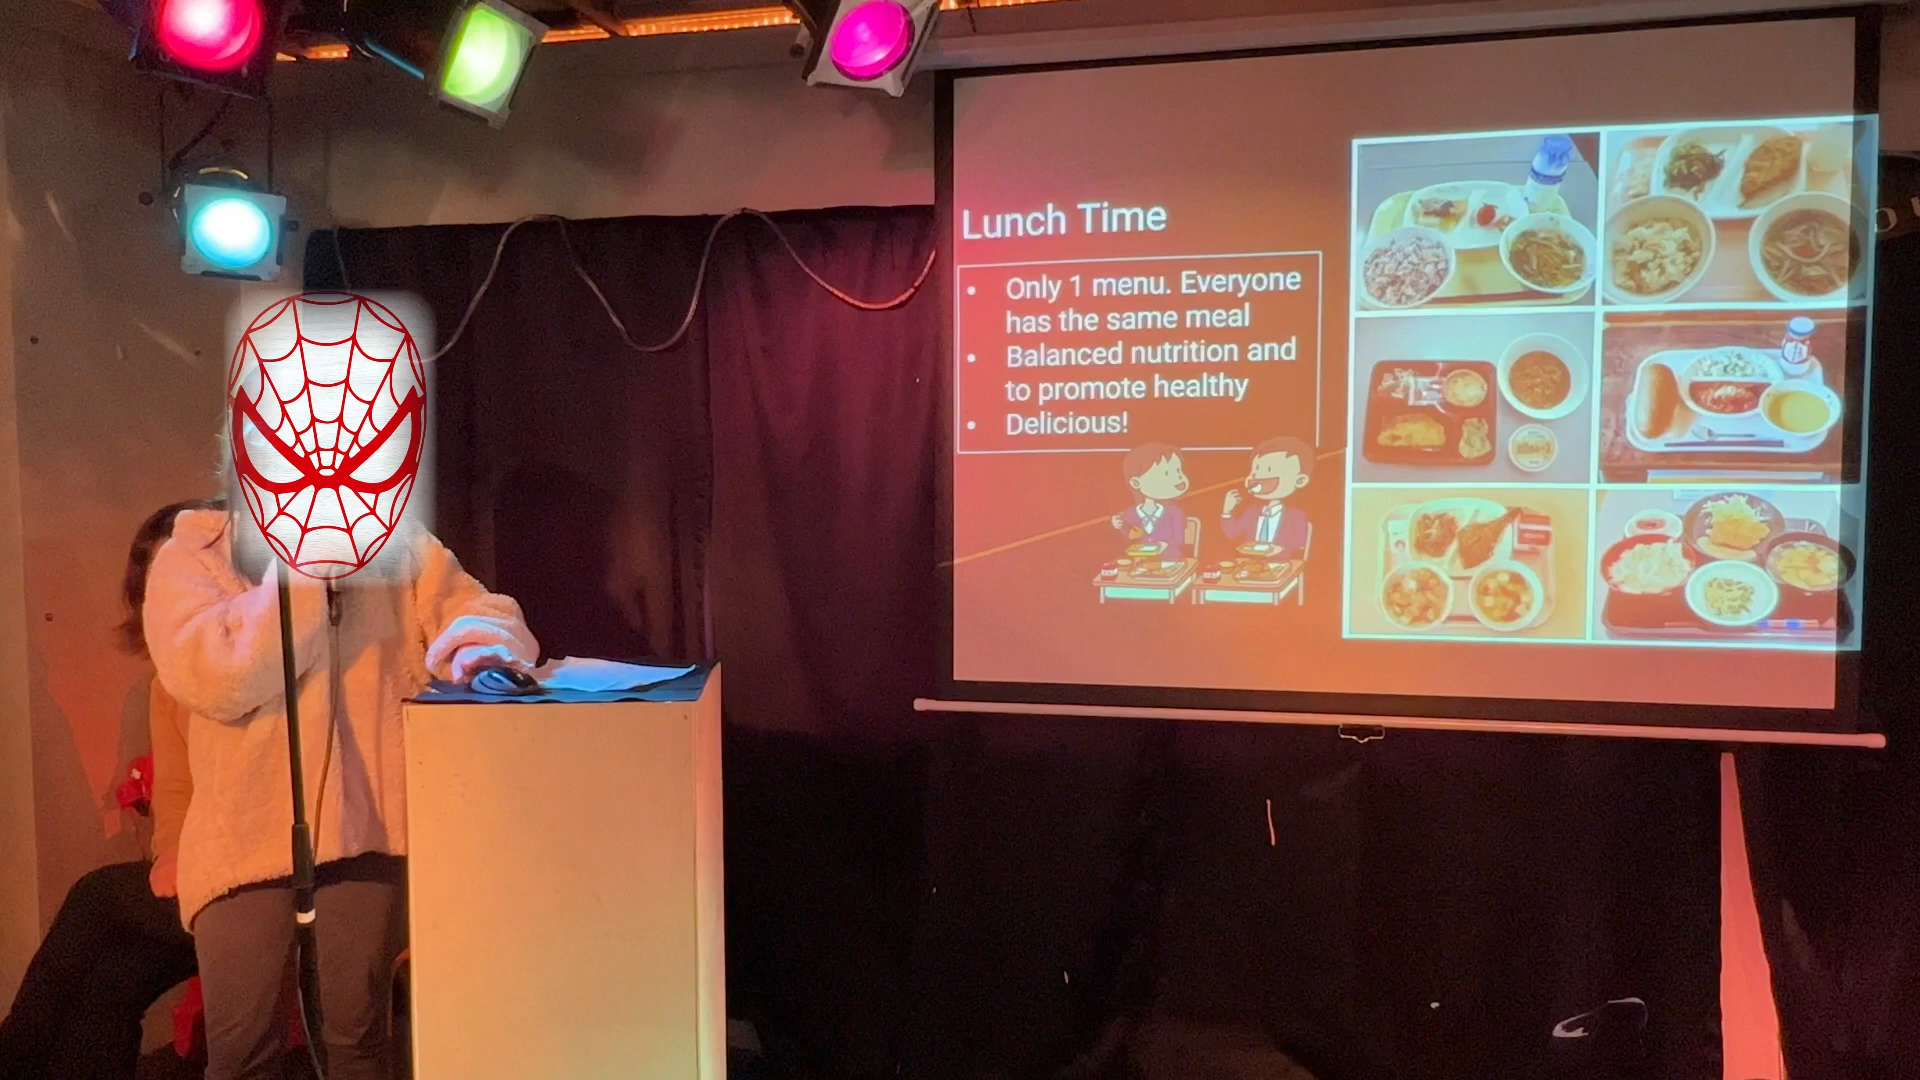 Lunch Time
• Only 1 menu. Everyone
has the same meal
• Balanced nutrition and
to promote healthy
• Delicious!